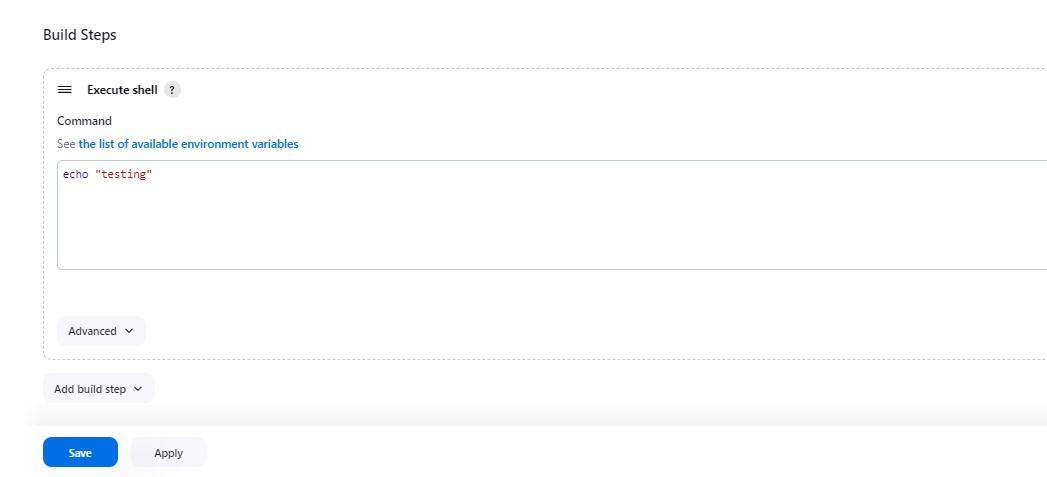 Build Steps
Execute shell ?
Command
See the list of available environment variables
echo "testing"
Advanced
Add build step
Save Apply